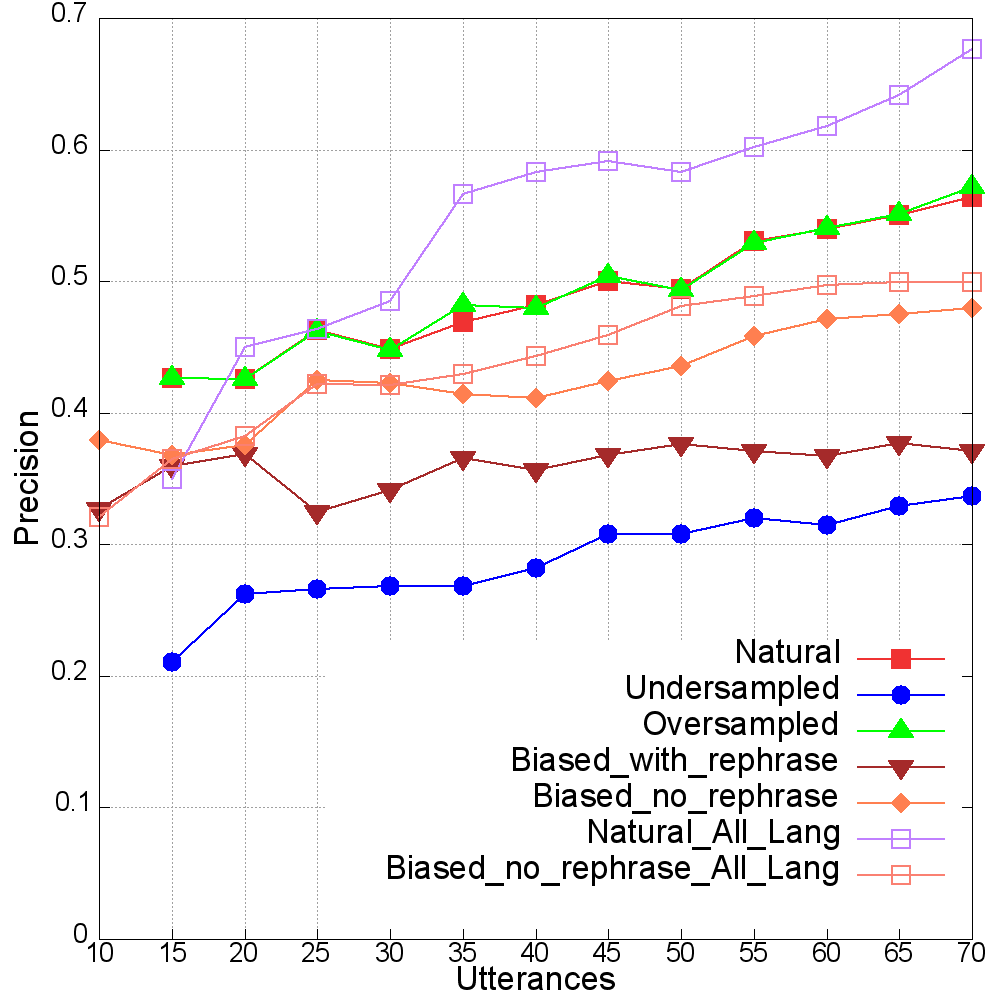 0.7
0.6
0.5
0.4
0.3
0.2
0.1
0
Precision
Natural
Undersampled
Oversampled
Biased_with_rephrase
Biased_no_rephrase
Natural_All_Lang
Biased_no_rephrase_All_Lang
10 15 20 25 30 35 40 45 50 55 60 65 70
Utterances